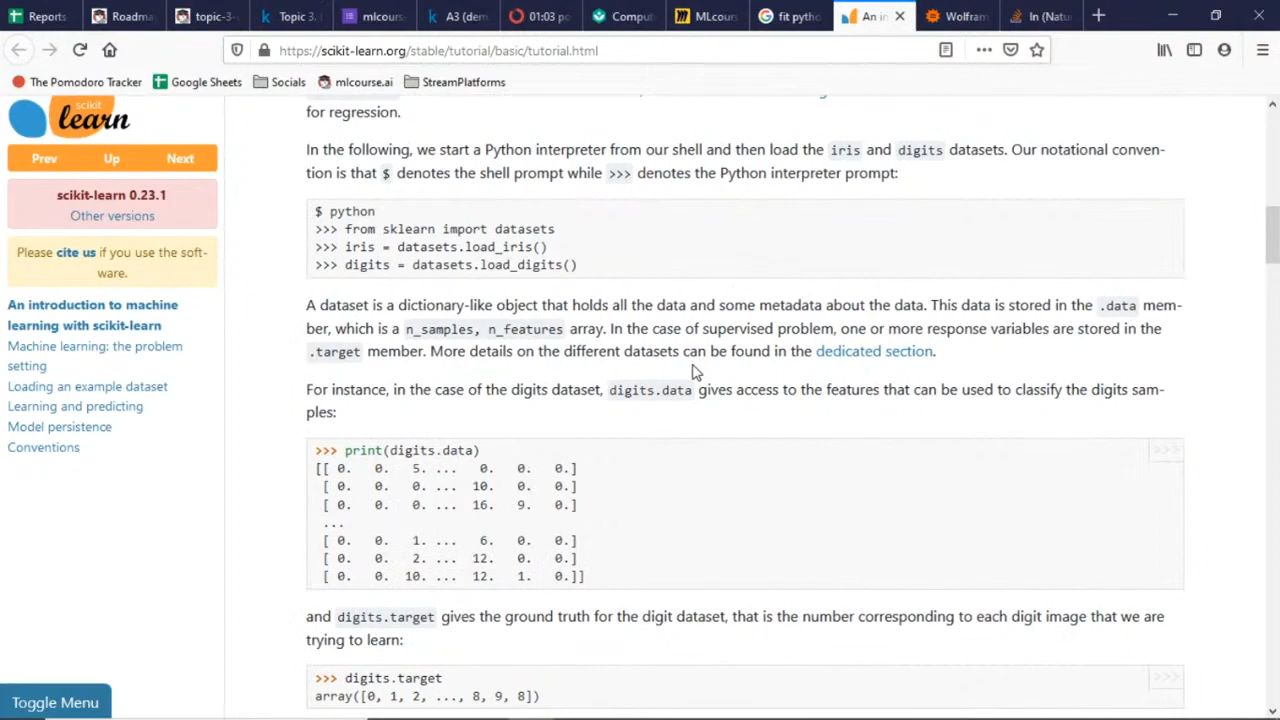 Reports
Roadma
topic-3-
Topic 3.
mlcours
A3 (dem
01:03 po
Comput
MLcours
fit pytho
An in
Wolfram
In (Natu
https://scikit-learn.org/stable/tutorial/basic/tutorial.html
The Pomodoro Tracker
Google Sheets
Socials
mlcourse.ai
StreamPlatforms
scikit
learn
Prev
Up
Next
scikit-learn 0.23.1
Other versions
Please cite us if you use the soft-
ware.
An introduction to machine
learning with scikit-learn
Machine learning: the problem
setting
Loading an example dataset
Learning and predicting
Model persistence
Conventions
Toggle Menu
for regression.
In the following, we start a Python interpreter from our shell and then load the iris and digits datasets. Our notational conven-
tion is that $ denotes the shell prompt while >>> denotes the Python interpreter prompt:
$ python
>>> from sklearn import datasets
>>> iris = datasets.load_iris()
>>> digits = datasets.load_digits()
A dataset is a dictionary-like object that holds all the data and some metadata about the data. This data is stored in the .data mem-
ber, which is a n_samples, n_features array. In the case of supervised problem, one or more response variables are stored in the
.target member. More details on the different datasets can be found in the dedicated section.
For instance, in the case of the digits dataset, digits.data gives access to the features that can be used to classify the digits sam-
ples:
>>>
>>> print(digits.data)
[[ 0. 0. 5. ... 0. 0. 0.]
[ 0. 0. 0. ... 10. 0. 0.]
[ 0. 0. 0. ... 16. 9. 0.]
...
[ 0. 0. 1. ... 6. 0. 0.]
[ 0. 0. 2. ... 12. 0. 0.]
[ 0. 0. 10. ... 12. 1. 0.]]
and digits.target gives the ground truth for the digit dataset, that is the number corresponding to each digit image that we are
trying to learn:
>>>
>>> digits.target
array([0, 1, 2, ..., 8, 9, 8])